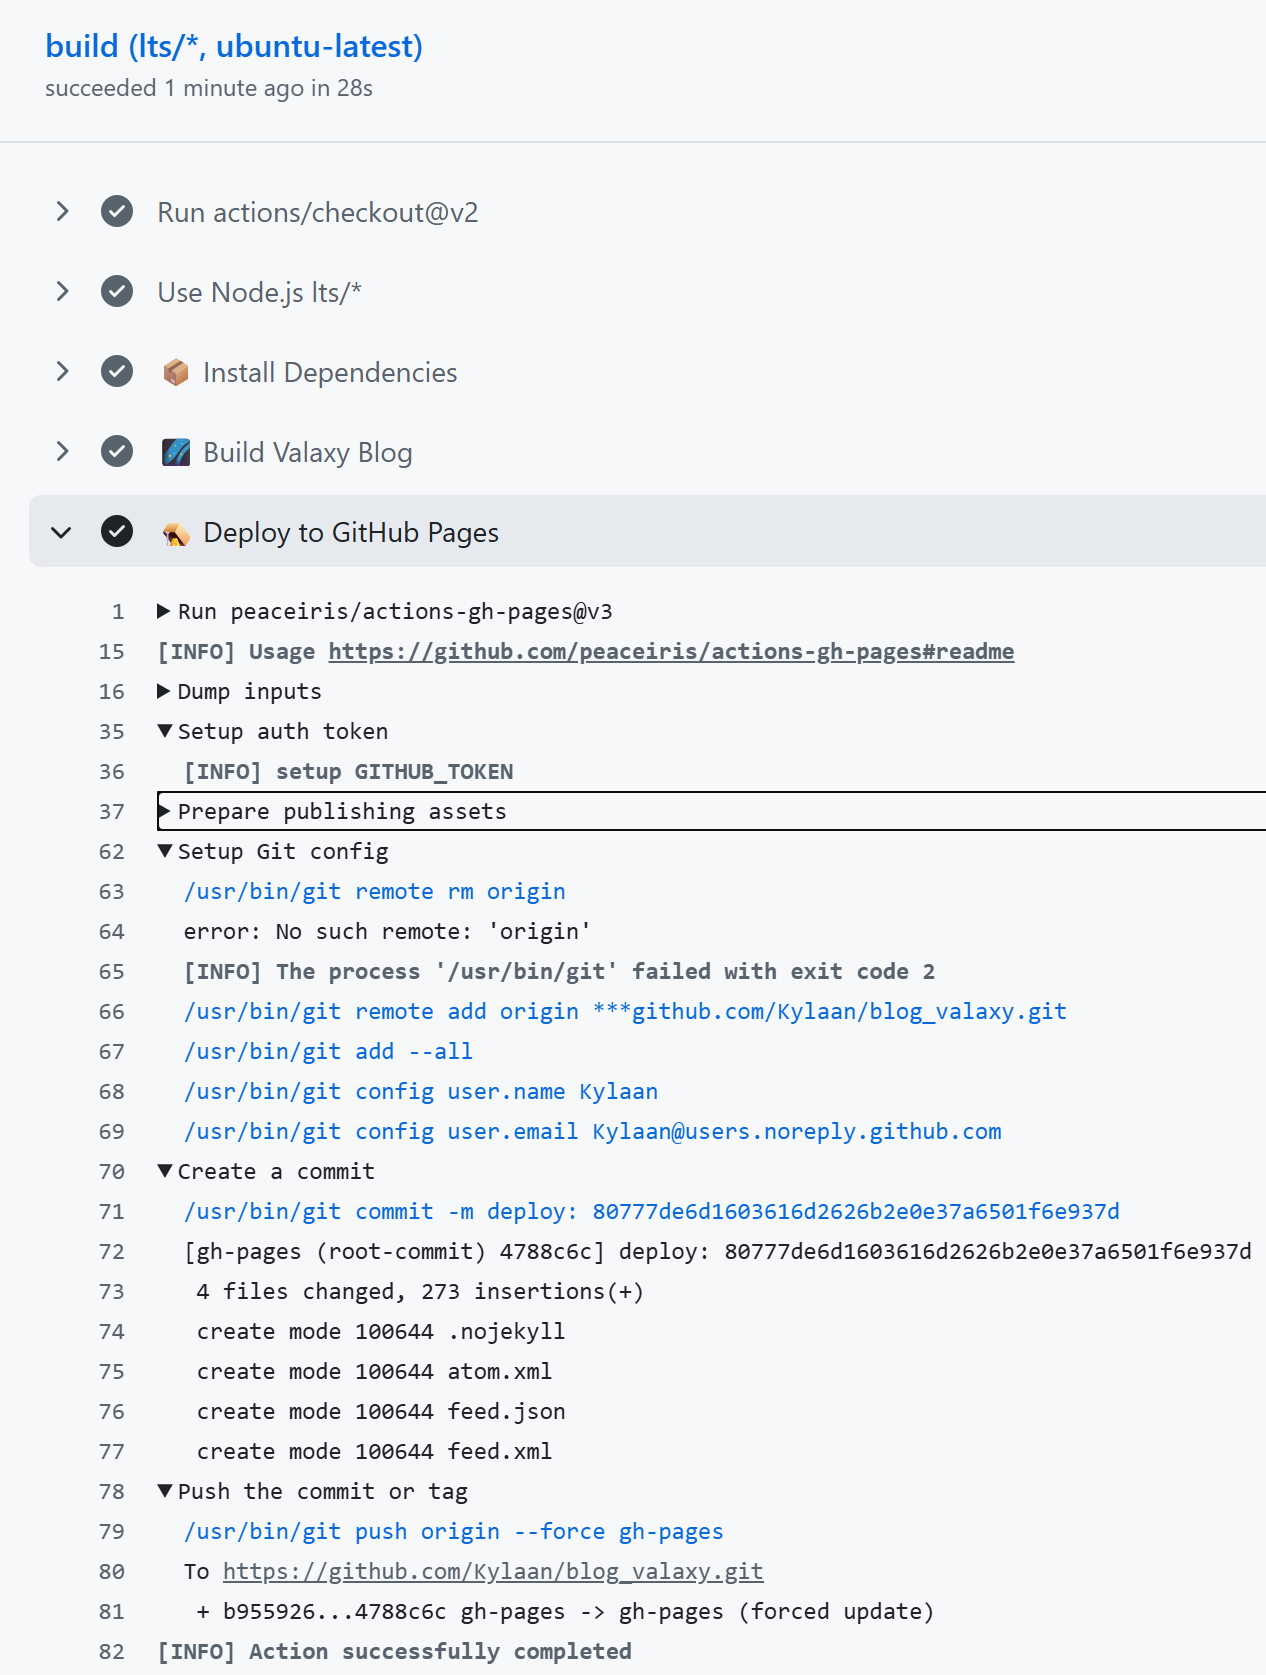 build (lts/*, ubuntu-latest)
succeeded 1 minute ago in 28s
Run actions/checkout@v2
Use Node.js lts/*
📦 Install Dependencies
🌌 Build Valaxy Blog
🪤 Deploy to GitHub Pages
1 ▶ Run peaceiris/actions-gh-pages@v3
15 [INFO] Usage https://github.com/peaceiris/actions-gh-pages#readme
16 ▶ Dump inputs
35 ▼ Setup auth token
36 [INFO] setup GITHUB_TOKEN
37 ▶ Prepare publishing assets
62 ▼ Setup Git config
63 /usr/bin/git remote rm origin
64 error: No such remote: 'origin'
65 [INFO] The process '/usr/bin/git' failed with exit code 2
66 /usr/bin/git remote add origin ***github.com/Kylaan/blog_valaxy.git
67 /usr/bin/git add --all
68 /usr/bin/git config user.name Kylaan
69 /usr/bin/git config user.email Kylaan@users.noreply.github.com
70 ▼ Create a commit
71 /usr/bin/git commit -m deploy: 80777de6d1603616d2626b2e0e37a6501f6e937d
72 [gh-pages (root-commit) 4788c6c] deploy: 80777de6d1603616d2626b2e0e37a6501f6e937d
73 4 files changed, 273 insertions(+)
74 create mode 100644 .nojekyll
75 create mode 100644 atom.xml
76 create mode 100644 feed.json
77 create mode 100644 feed.xml
78 ▼ Push the commit or tag
79 /usr/bin/git push origin --force gh-pages
80 To https://github.com/Kylaan/blog_valaxy.git
81 + b955926...4788c6c gh-pages -> gh-pages (forced update)
82 [INFO] Action successfully completed